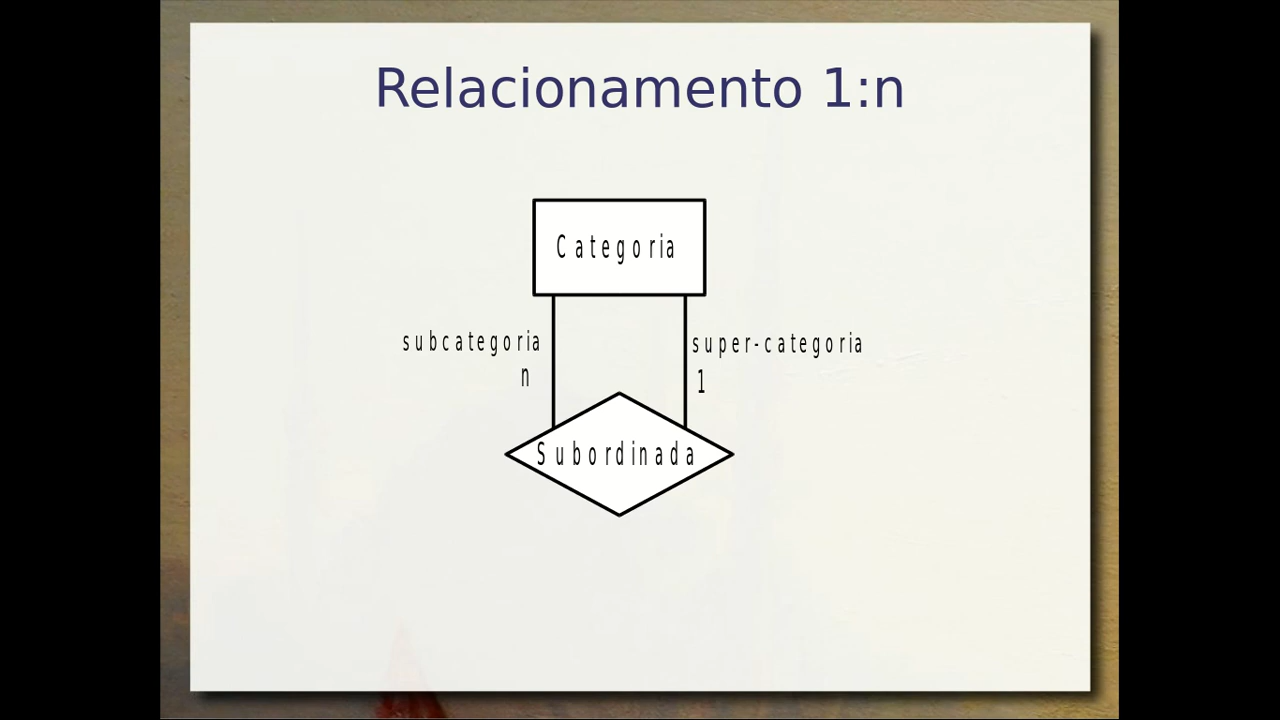 Relacionamento 1:n
Categoria
subcategoria
n
super-categoria
1
Subordinada